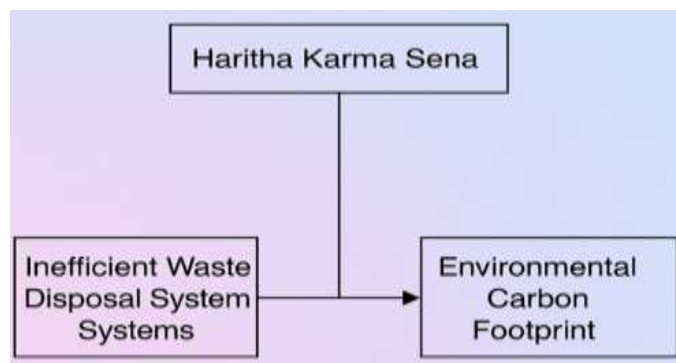 Haritha Karma Sena
Inefficient Waste
Disposal System
Systems
Environmental
Carbon
Footprint